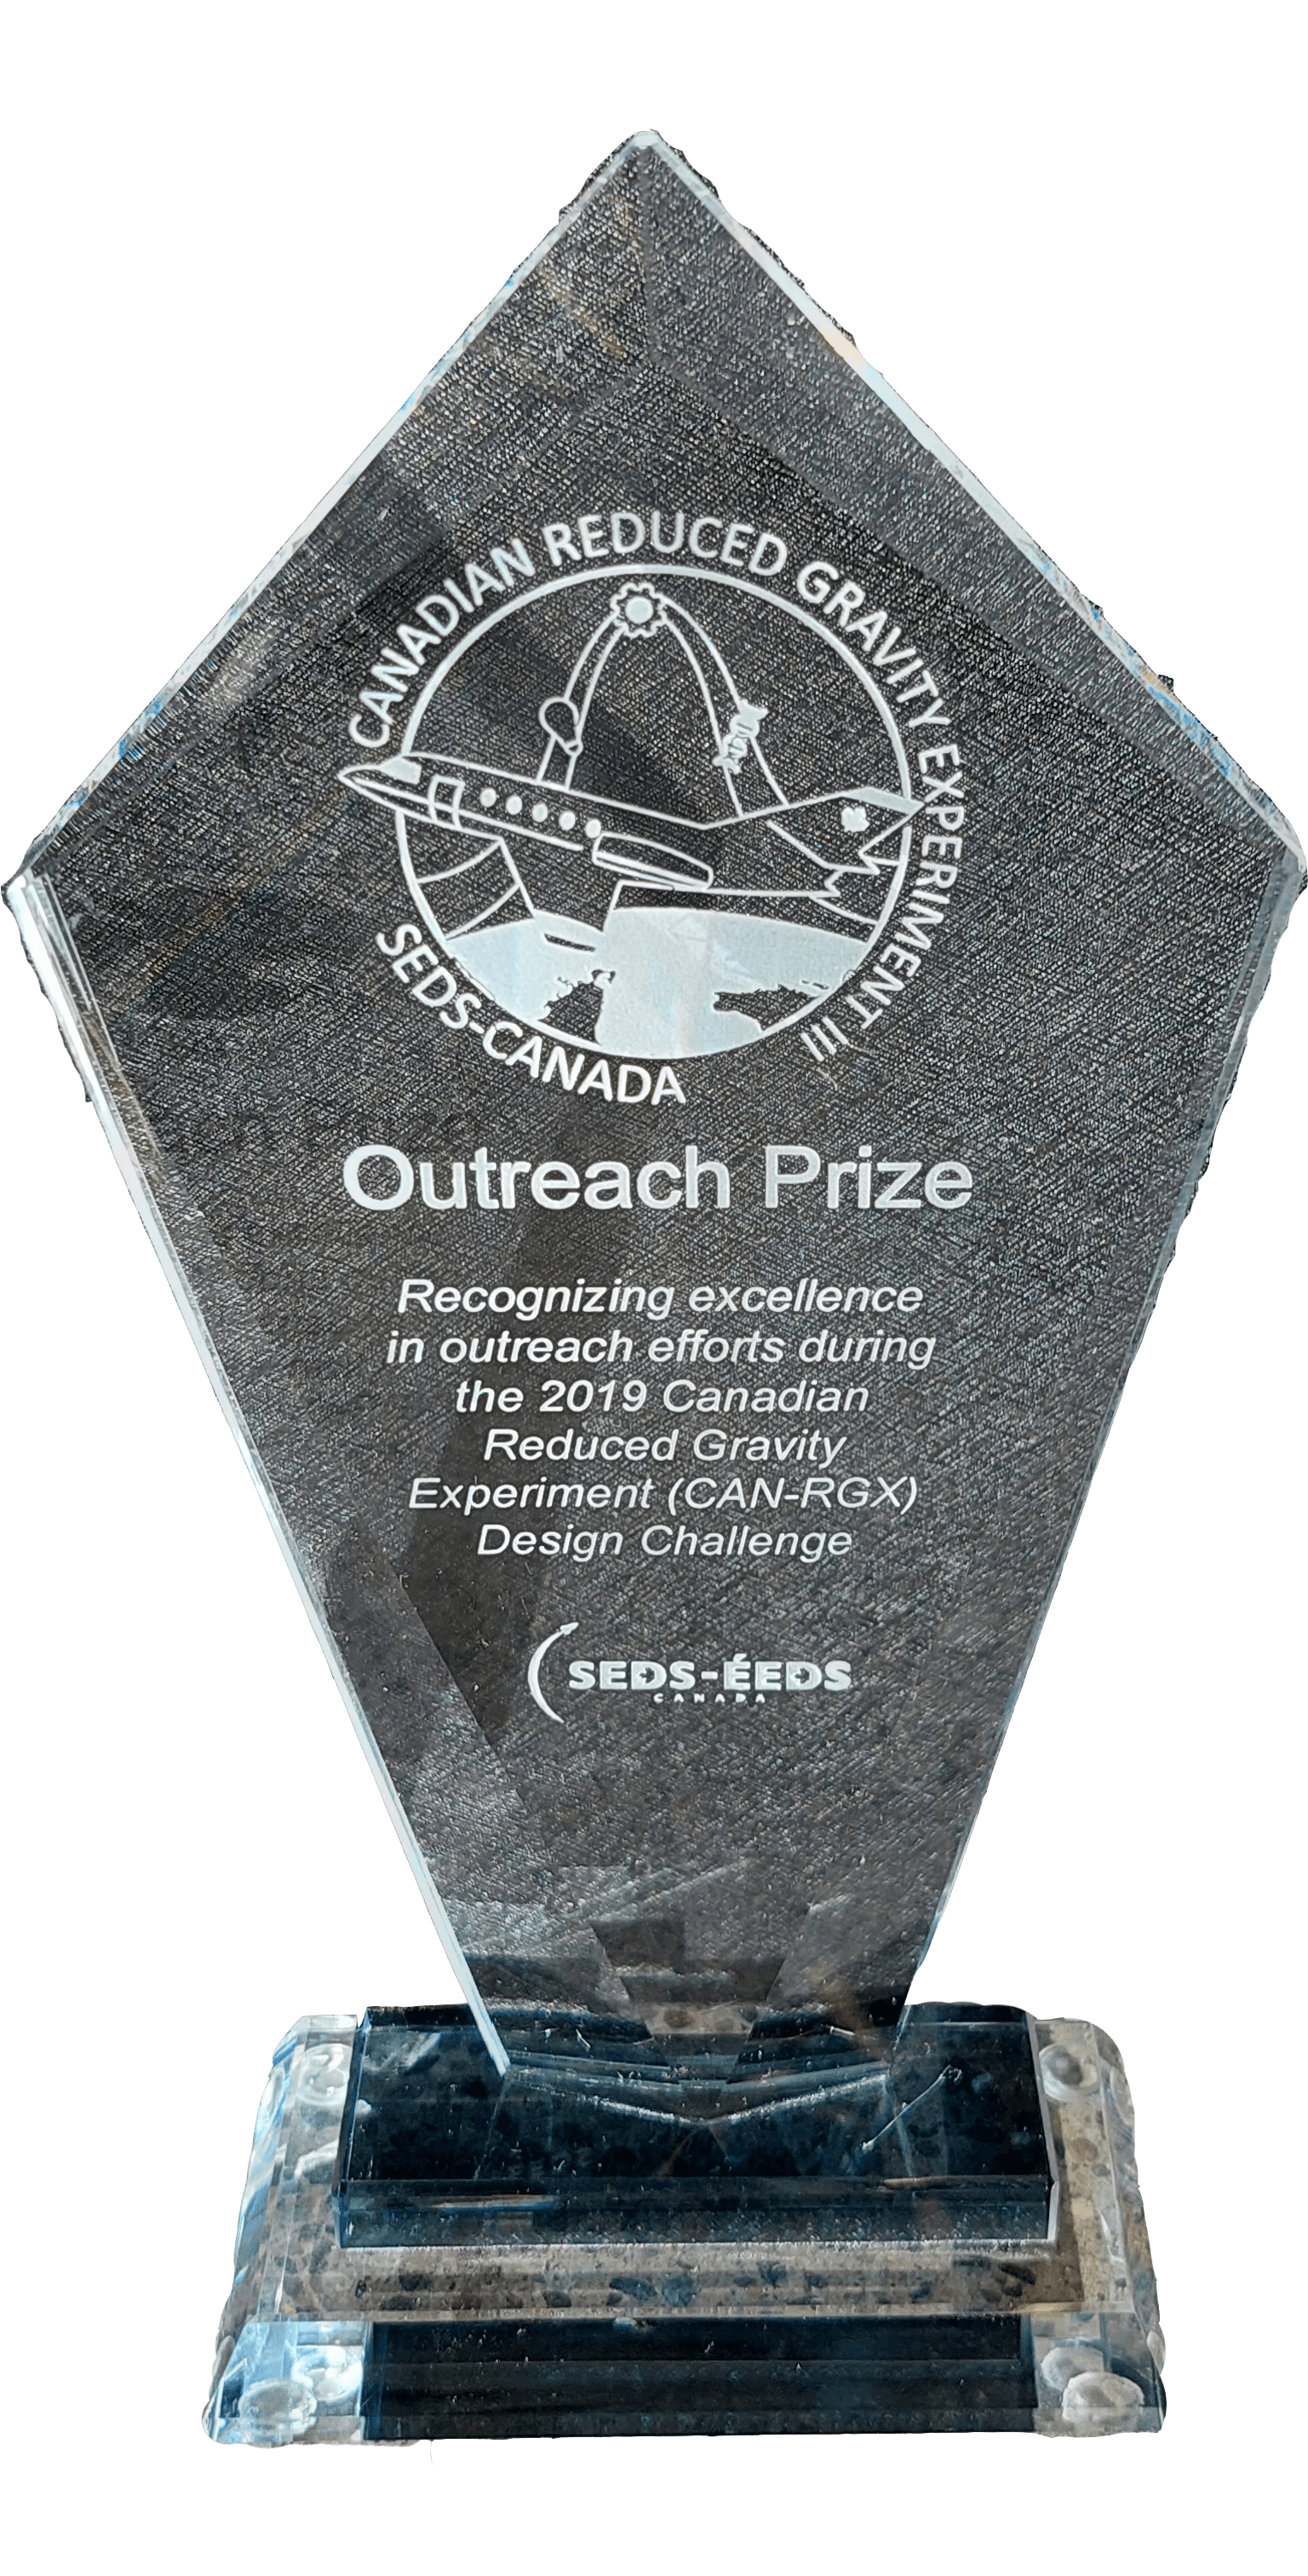 CANADIAN REDUCED GRAVITY EXPERIMENT III
SEDS-CANADA
Outreach Prize
Recognizing excellence
in outreach efforts during
the 2019 Canadian
Reduced Gravity
Experiment (CAN-RGX)
Design Challenge
SEDS-ÉEDS
CANADA